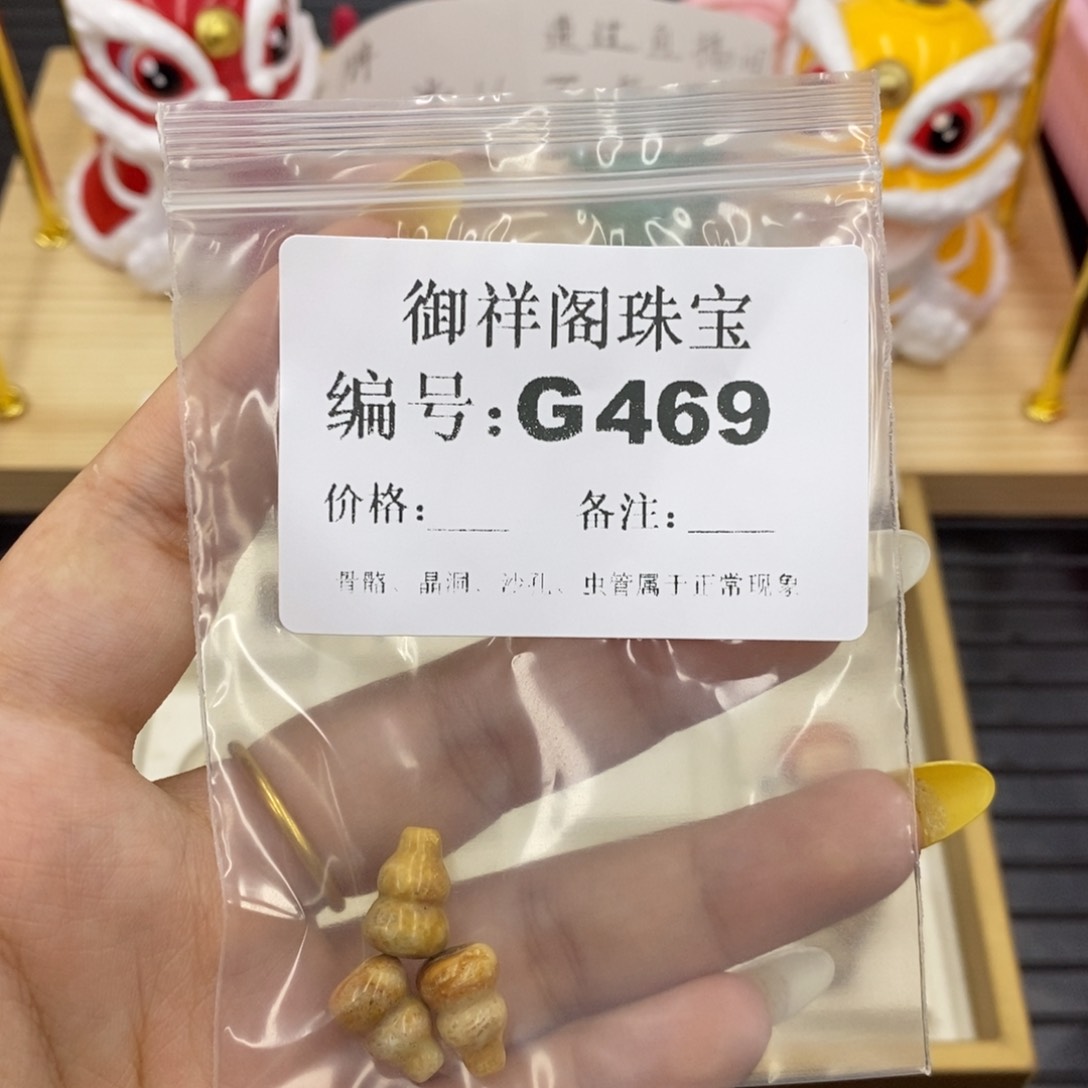 御祥阁珠宝
编号:G469
价格:____ 备注:____
骨骼、晶洞、沙孔、虫管属于正常现象